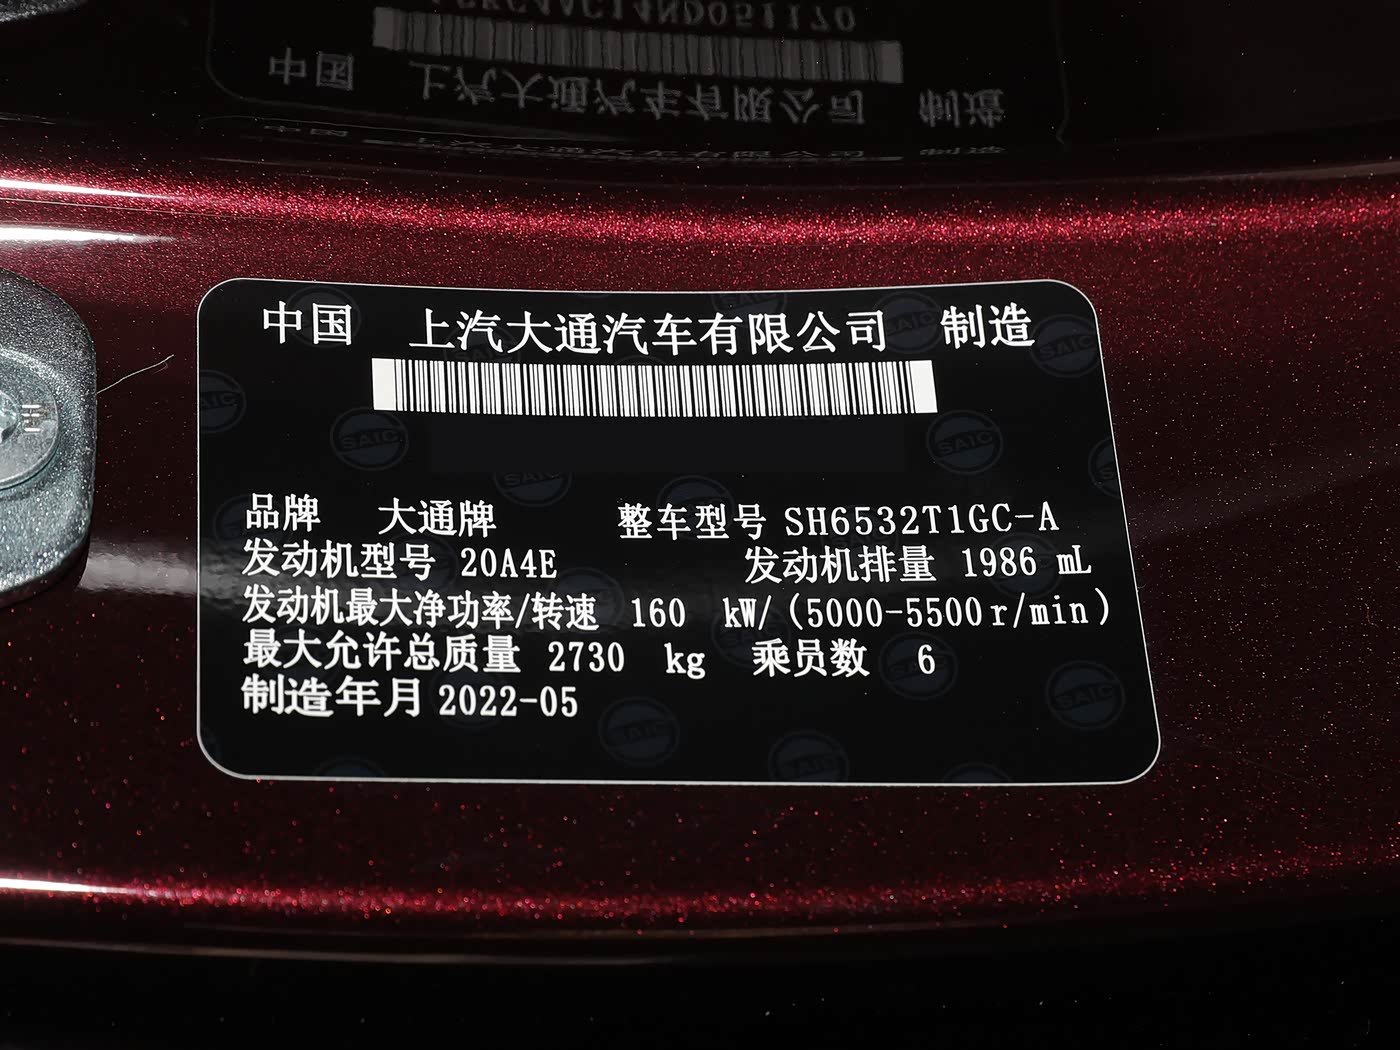 中国 上汽大通汽车有限公司 制造
品牌 大通牌 整车型号 SH6532T1GC-A
发动机型号 20A4E 发动机排量 1986 mL
发动机最大净功率/转速 160 kW/(5000-5500r/min)
最大允许总质量 2730 kg 乘员数 6
制造年月 2022-05
SAIC